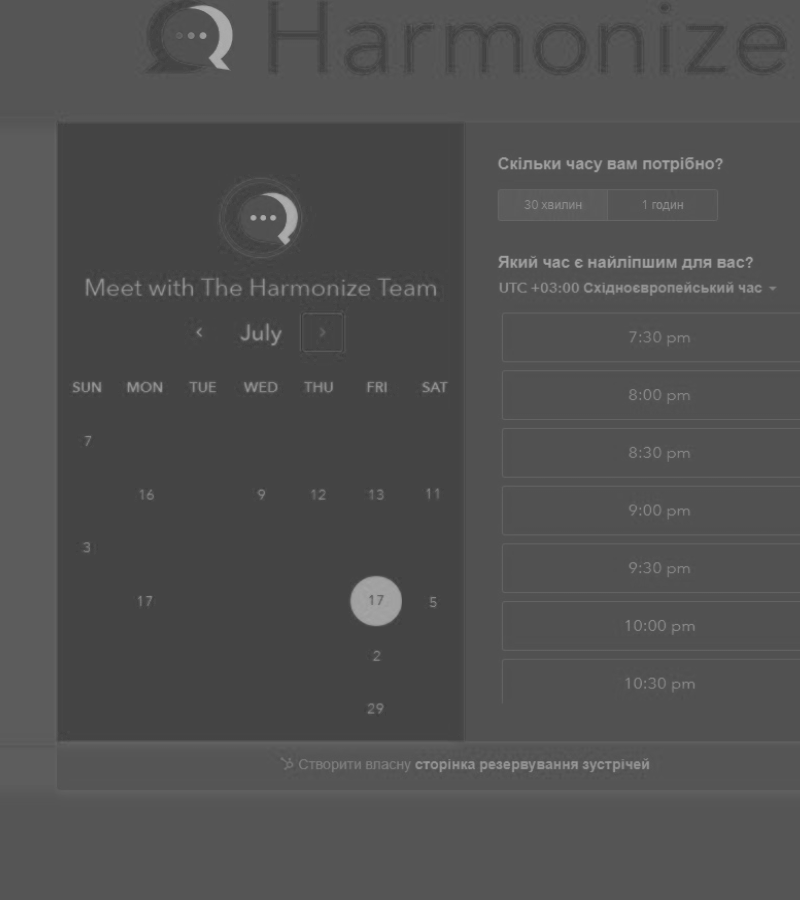 Harmonize
Meet with The Harmonize Team
July
SUN MON TUE WED THU FRI SAT
7
16 9 12 13 11
3
17 17 5
2
29
Скільки часу вам потрібно?
30 хвилин 1 годин
Який час є найліпшим для вас?
UTC +03:00 Східноєвропейський час
7:30 pm
8:00 pm
8:30 pm
9:00 pm
9:30 pm
10:00 pm
10:30 pm
Створити власну сторінка резервування зустрічей